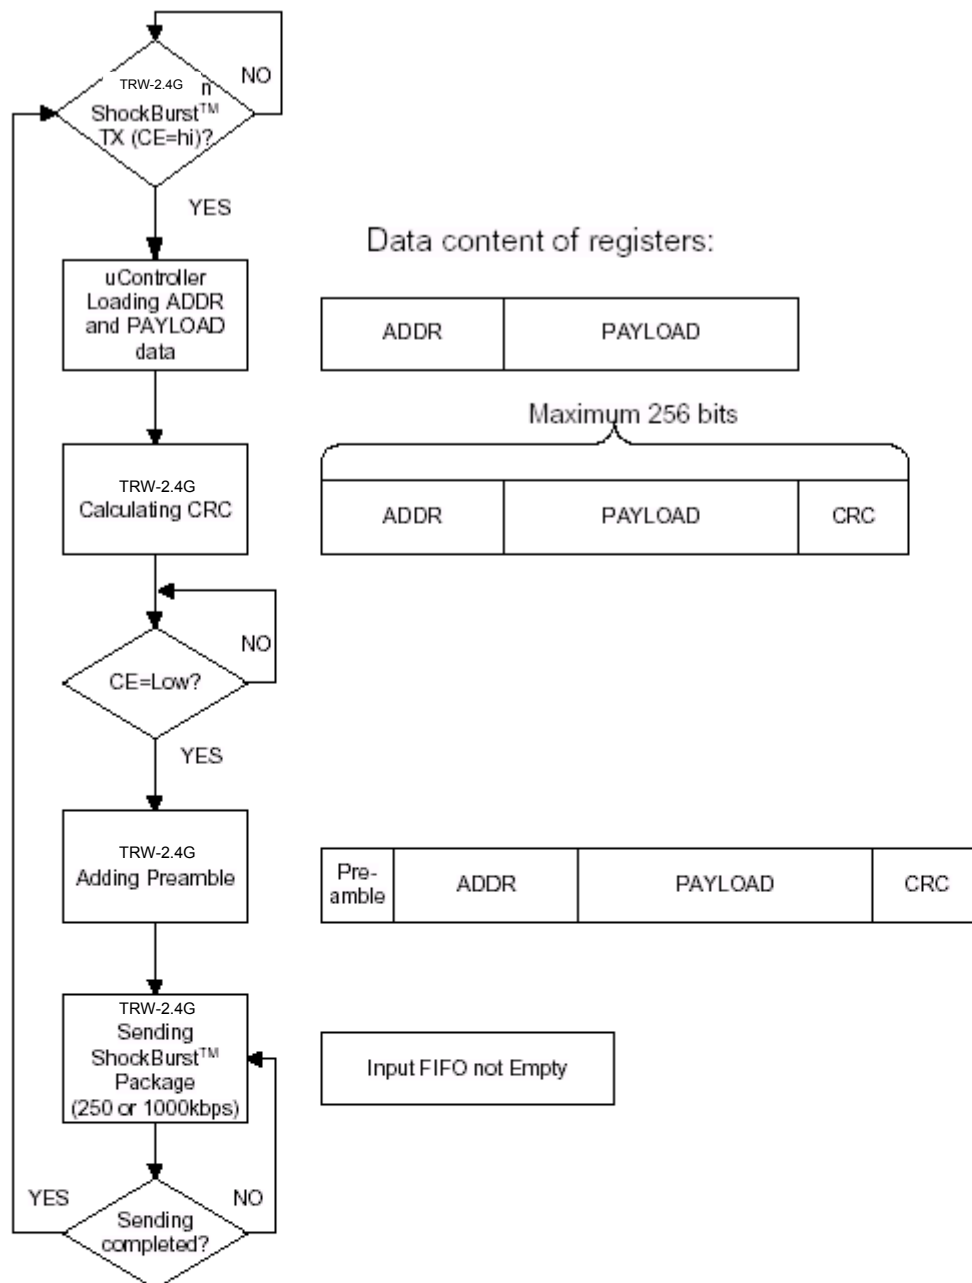 TRW-2.4G n
ShockBurst™
TX (CE=hi)?
NO
YES
uController
Loading ADDR
and PAYLOAD
data
Data content of registers:
ADDR PAYLOAD
TRW-2.4G
Calculating CRC
Maximum 256 bits
ADDR PAYLOAD CRC
CE=Low?
NO
YES
TRW-2.4G
Adding Preamble
Pre-
amble
ADDR PAYLOAD CRC
TRW-2.4G
Sending
ShockBurst™
Package
(250 or 1000kbps)
Input FIFO not Empty
Sending
completed?
YES
NO